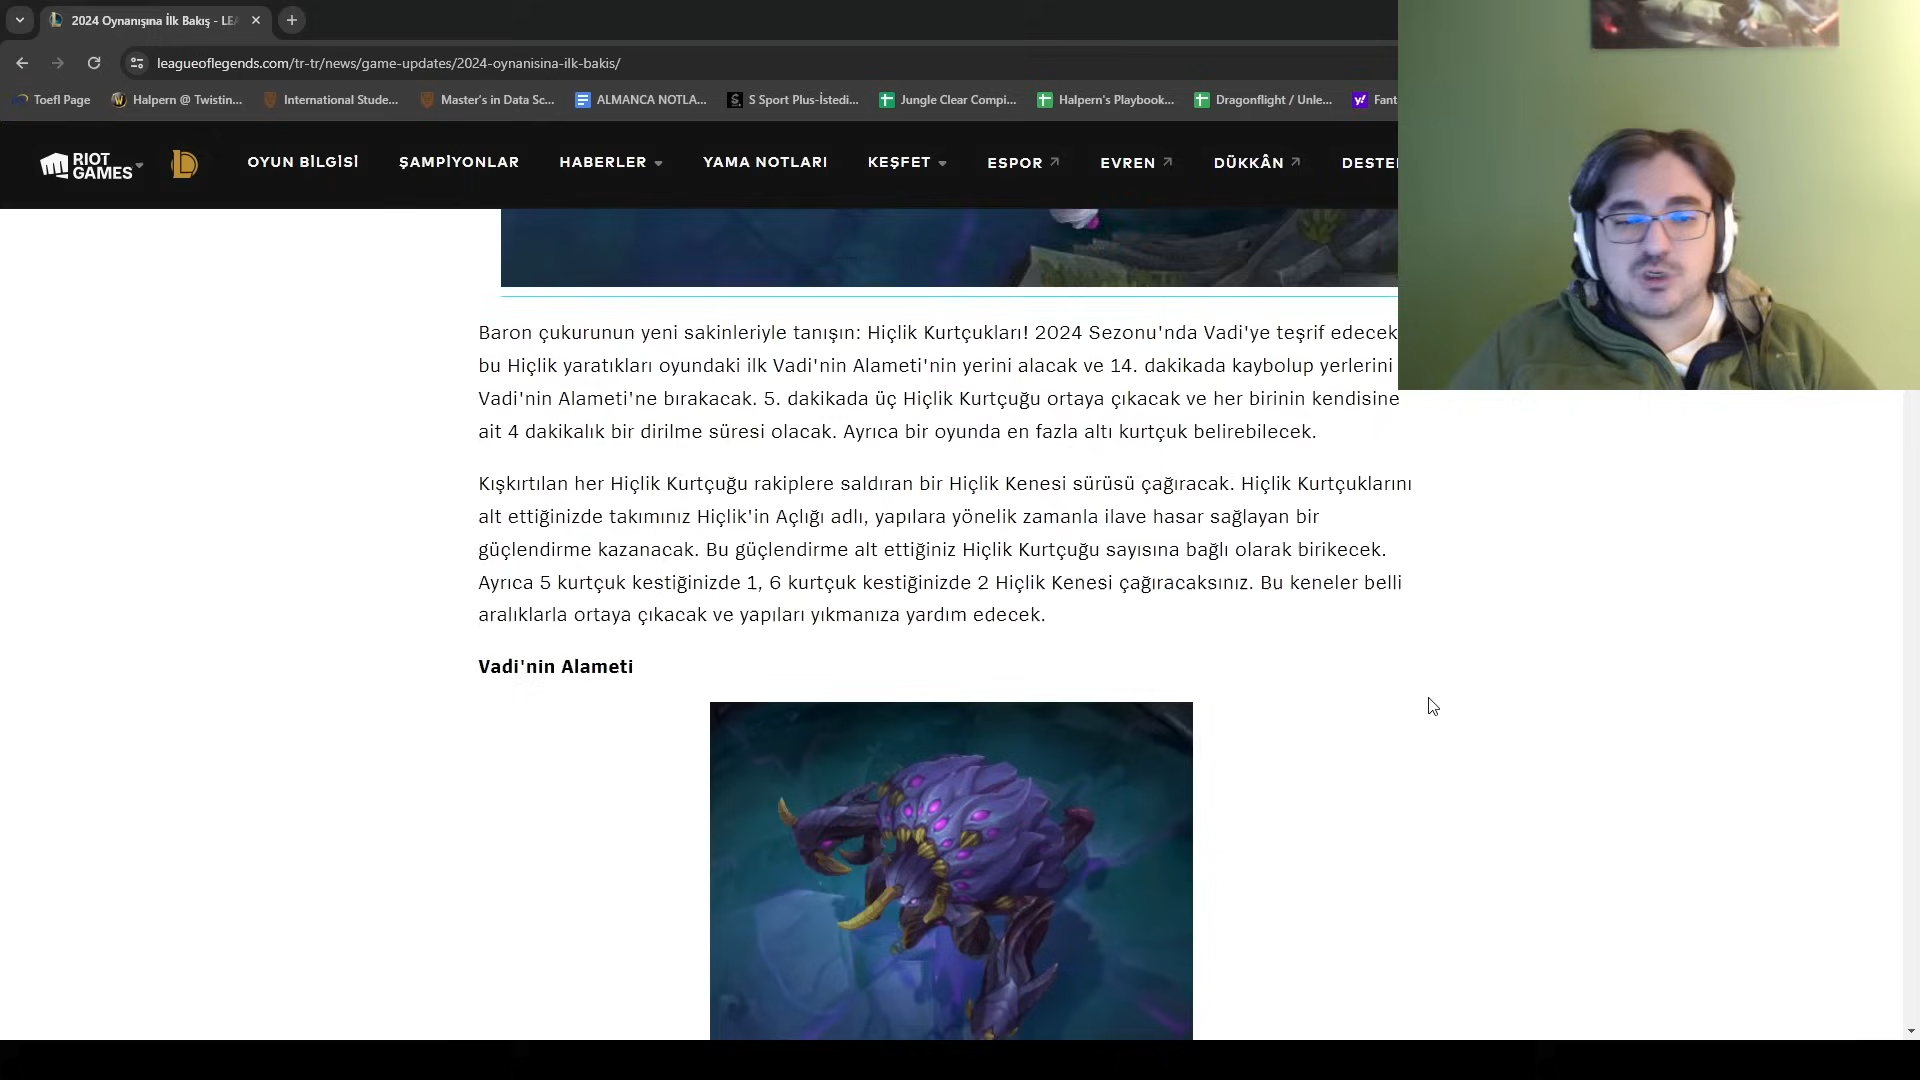 2024 Oynanışına İlk Bakış - LEA
leagueoflegends.com/tr-tr/news/game-updates/2024-oynanisina-ilk-bakis/
Toefl Page Halpern @ Twistin... International Stude... Master's in Data Sc... ALMANCA NOTLA... S Sport Plus-İstedi... Jungle Clear Compi... Halpern's Playbook... Dragonflight / Unle... Fant
RIOT GAMES OYUN BİLGİSİ ŞAMPİYONLAR HABERLER YAMA NOTLARI KEŞFET ESPOR EVREN DÜKKÂN DESTE
Baron çukurunun yeni sakinleriyle tanışın: Hiçlik Kurtçukları! 2024 Sezonu'nda Vadi'ye teşrif edecek
bu Hiçlik yaratıkları oyundaki ilk Vadi'nin Alameti'nin yerini alacak ve 14. dakikada kaybolup yerlerini
Vadi'nin Alameti'ne bırakacak. 5. dakikada üç Hiçlik Kurtçuğu ortaya çıkacak ve her birinin kendisine
ait 4 dakikalık bir dirilme süresi olacak. Ayrıca bir oyunda en fazla altı kurtçuk belirebilecek.
Kışkırtılan her Hiçlik Kurtçuğu rakiplere saldıran bir Hiçlik Kenesi sürüsü çağıracak. Hiçlik Kurtçuklarını
alt ettiğinizde takımınız Hiçlik'in Açlığı adlı, yapılara yönelik zamanla ilave hasar sağlayan bir
güçlendirme kazanacak. Bu güçlendirme alt ettiğiniz Hiçlik Kurtçuğu sayısına bağlı olarak birikecek.
Ayrıca 5 kurtçuk kestiğinizde 1, 6 kurtçuk kestiğinizde 2 Hiçlik Kenesi çağıracaksınız. Bu keneler belli
aralıklarla ortaya çıkacak ve yapıları yıkmanıza yardım edecek.
Vadi'nin Alameti